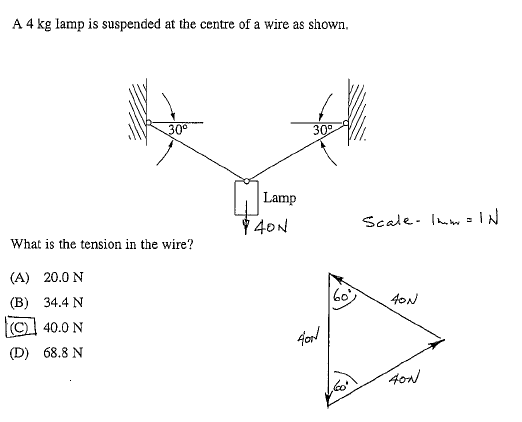 A 4 kg lamp is suspended at the centre of a wire as shown.
30° 30°
Lamp
40N
Scale- 1mm = 1N
What is the tension in the wire?
(A) 20.0 N
(B) 34.4 N
(C) 40.0 N
(D) 68.8 N
60° 40N
40N
60° 40N